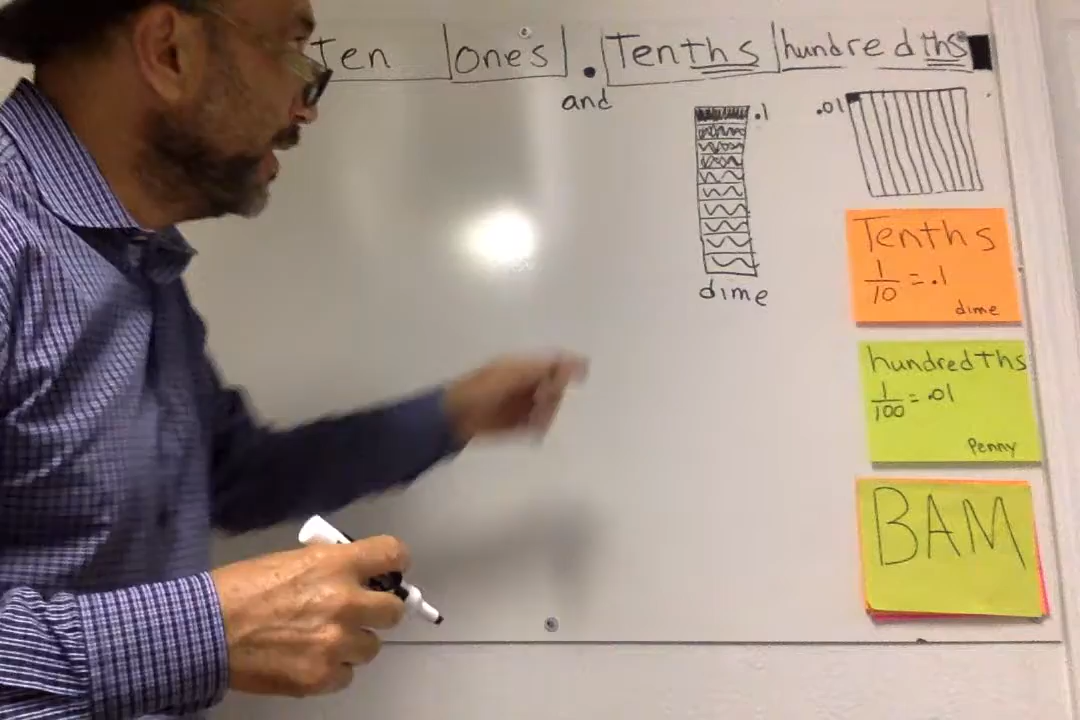 Ten ones . Tenths hundredths
and
.1
.01
dime
Tenths
1/10 = .1
dime
hundredths
1/100 = .01
Penny
BAM